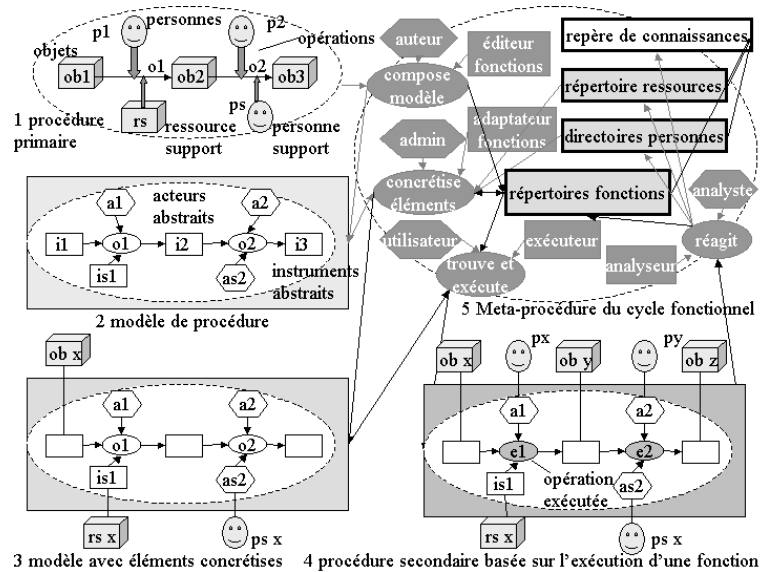 p1
personnes
p2
objets
opérations
ob1
o1
ob2
o2
ob3
rs
ressource
support
ps
personne
support
1 procédure
primaire
auteur
éditeur
fonctions
compose
modèle
repère de connaissances
répertoire ressources
directoires personnes
adaptateur
fonctions
admin
concrétise
éléments
répertoires fonctions
analyste
utilisateur
exécuteur
réagit
trouve et
exécute
analyseur
5 Meta-procédure du cycle fonctionnel
a1
acteurs
abstraits
a2
i1
o1
i2
o2
i3
is1
as2
instruments
abstraits
2 modèle de procédure
ob x
a1
a2
o1
o2
is1
as2
rs x
ps x
3 modèle avec éléments concrétises
px
py
ob x
ob y
ob z
a1
a2
e1
e2
is1
opération
exécutée
as2
rs x
ps x
4 procédure secondaire basée sur l'exécution d'une fonction